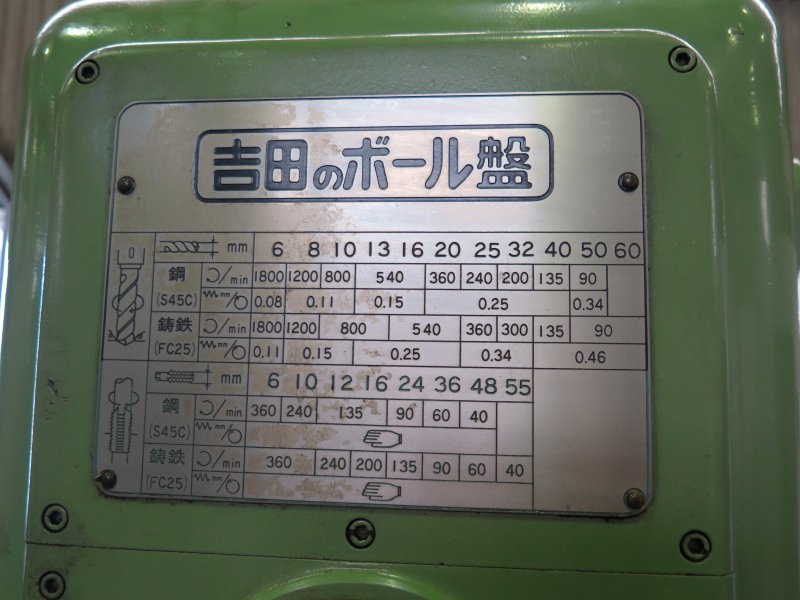 吉田のボール盤
mm 6 8 10 13 16 20 25 32 40 50 60
鋼 /min 1800 1200 800 540 360 240 200 135 90
(S45C) mm/ 0.08 0.11 0.15 0.25 0.34
鋳鉄 /min 1800 1200 800 540 360 300 135 90
(FC25) mm/ 0.11 0.15 0.25 0.34 0.46
mm 6 10 12 16 24 36 48 55
鋼 /min 360 240 135 90 60 40
(S45C) mm/
鋳鉄 /min 360 240 200 135 90 60 40
(FC25) mm/